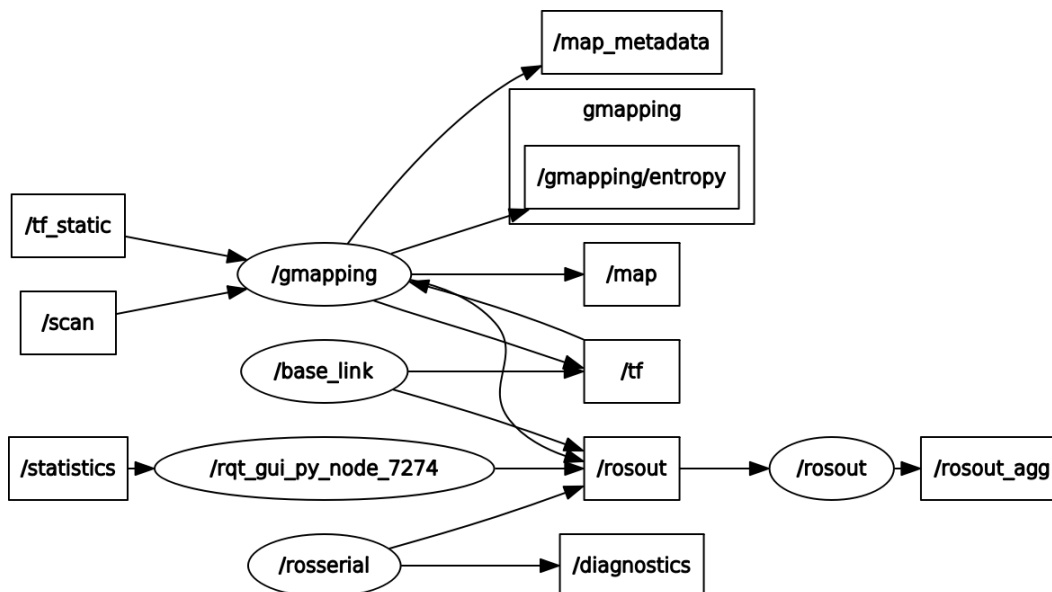 /map_metadata
gmapping
/gmapping/entropy
/tf_static
/gmapping
/map
/scan
/base_link
/tf
/statistics
/rqt_gui_py_node_7274
/rosout
/rosout
/rosout_agg
/rosserial
/diagnostics